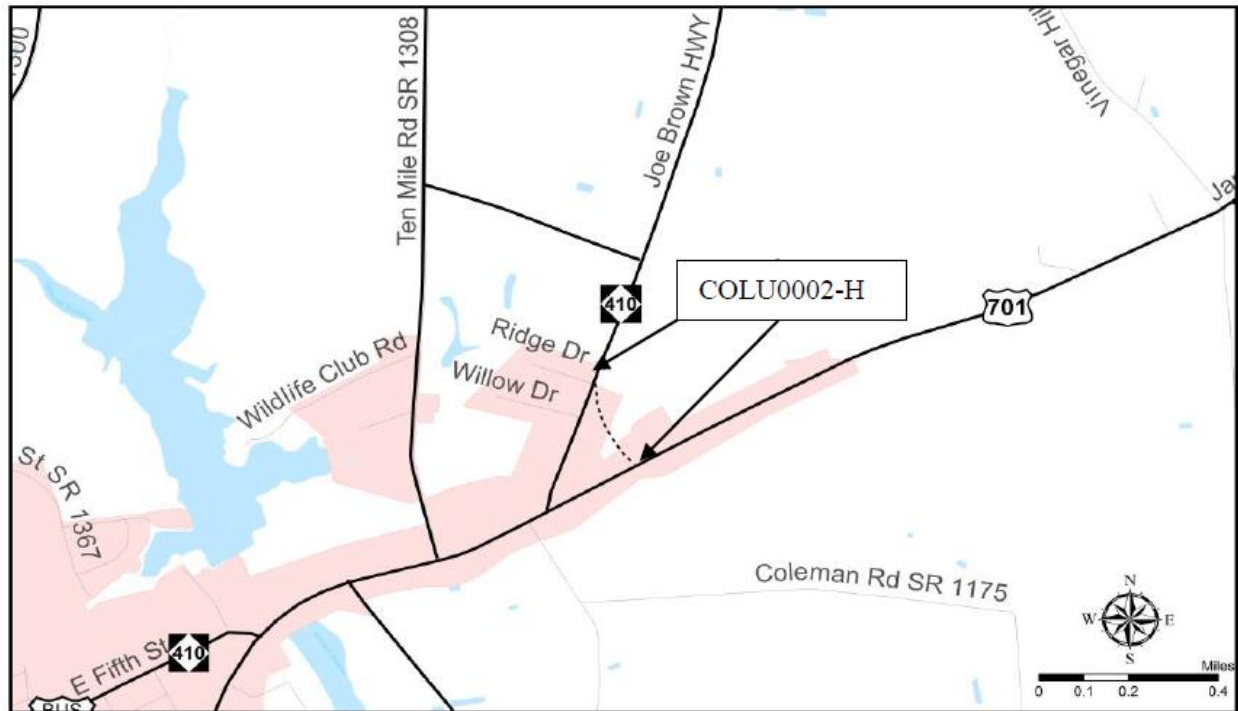 1300
Ten Mile Rd SR 1308
Joe Brown HWY
Vinegar Hil
Ja
COLU0002-H
410
701
Ridge Dr
Willow Dr
Wildlife Club Rd
St SR 1367
Coleman Rd SR 1175
E Fifth St
410
BUS
N
W E
S
Miles
0 0.1 0.2 0.4